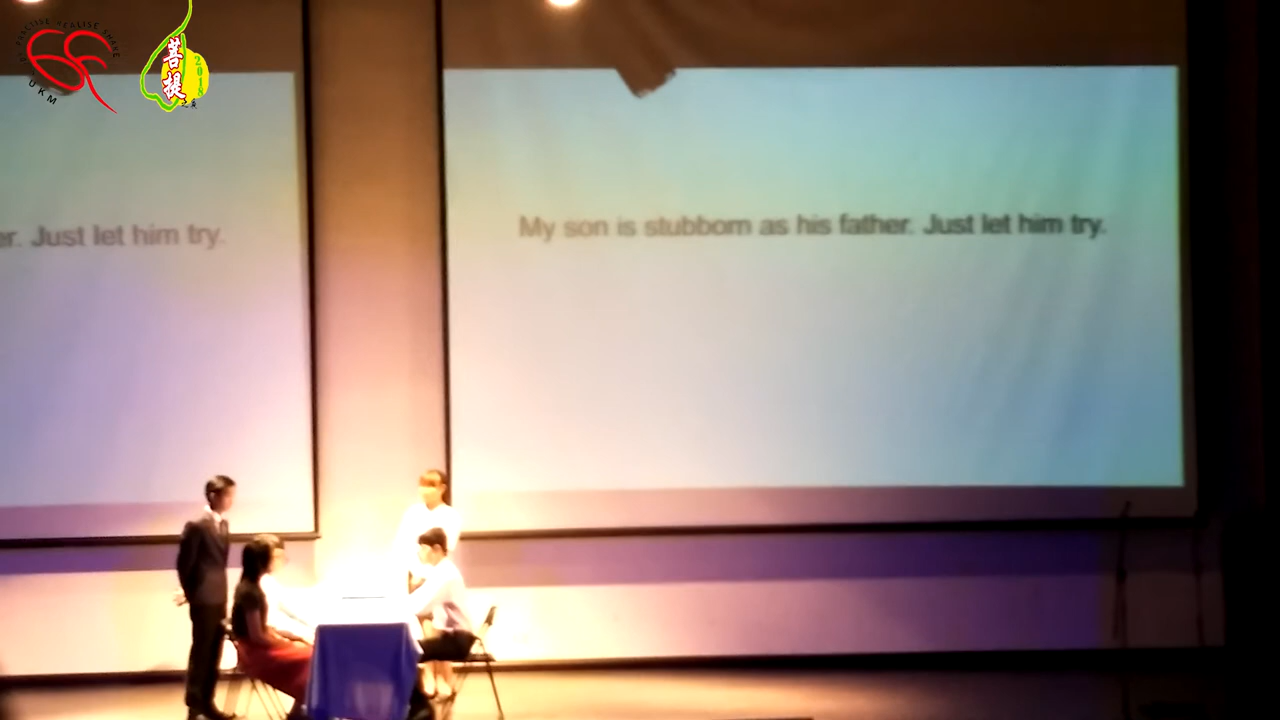 UKM
菩提
2018
er. Just let him try.
My son is stubborn as his father. Just let him try.